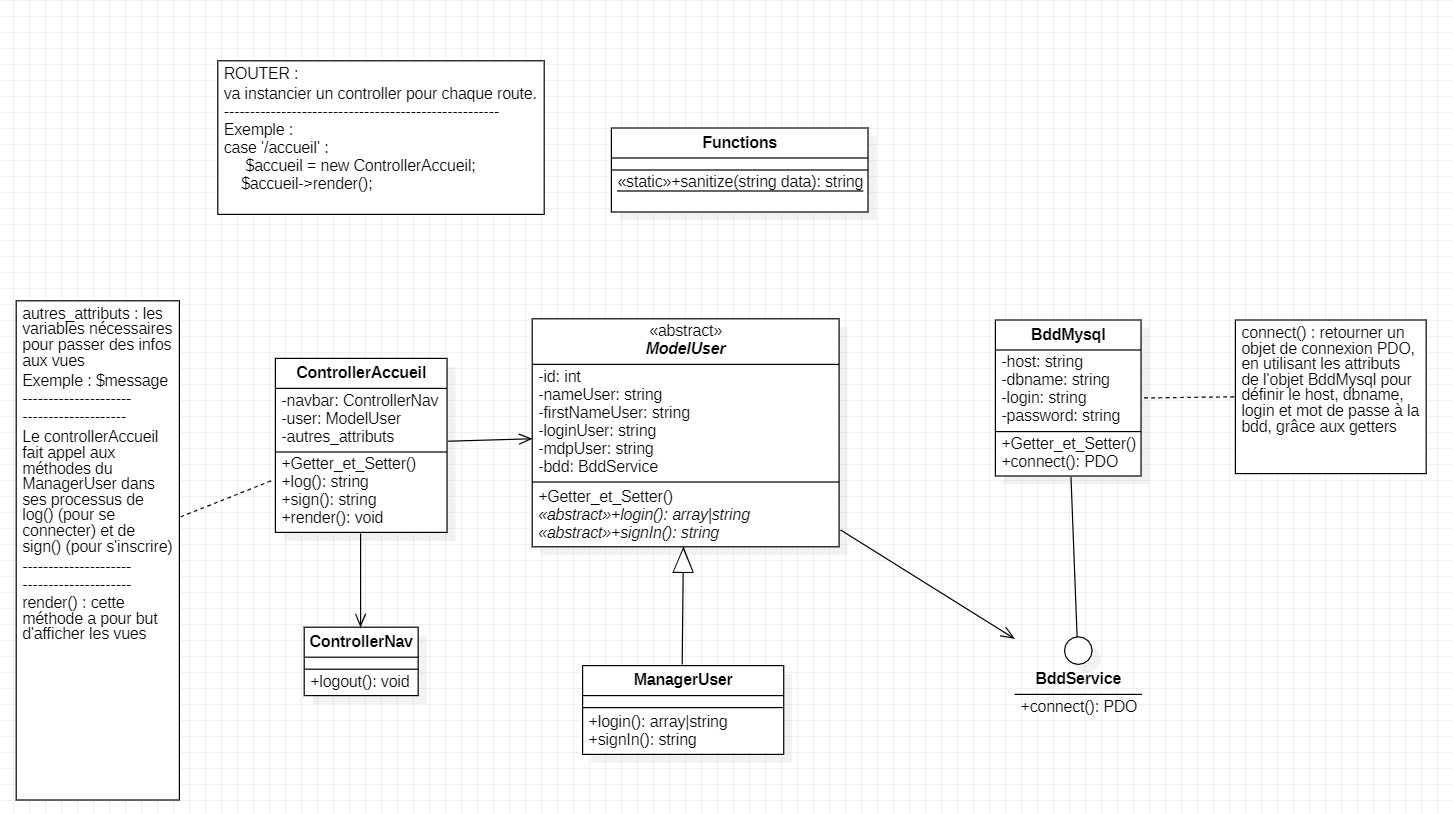 ROUTER :
va instancier un controller pour chaque route.
-----------------------------------------------------
Exemple :
case '/accueil' :
$accueil = new ControllerAccueil;
$accueil->render();
Functions
«static»+sanitize(string data): string
autres_attributs : les
variables nécessaires
pour passer des infos
aux vues
Exemple : $message
---------------------
--------------------
Le controllerAccueil
fait appel aux
méthodes du
ManagerUser dans
ses processus de
log() (pour se
connecter) et de
sign() (pour s'inscrire)
---------------------
---------------------
render() : cette
méthode a pour but
d'afficher les vues
ControllerAccueil
-navbar: ControllerNav
-user: ModelUser
-autres_attributs
+Getter_et_Setter()
+log(): string
+sign(): string
+render(): void
ControllerNav
+logout(): void
«abstract»
ModelUser
-id: int
-nameUser: string
-firstNameUser: string
-loginUser: string
-mdpUser: string
-bdd: BddService
+Getter_et_Setter()
«abstract»+login(): array|string
«abstract»+signIn(): string
ManagerUser
+login(): array|string
+signIn(): string
BddMysql
-host: string
-dbname: string
-login: string
-password: string
+Getter_et_Setter()
+connect(): PDO
BddService
+connect(): PDO
connect() : retourner un
objet de connexion PDO,
en utilisant les attributs
de l'objet BddMysql pour
définir le host, dbname,
login et mot de passe à la
bdd, grâce aux getters